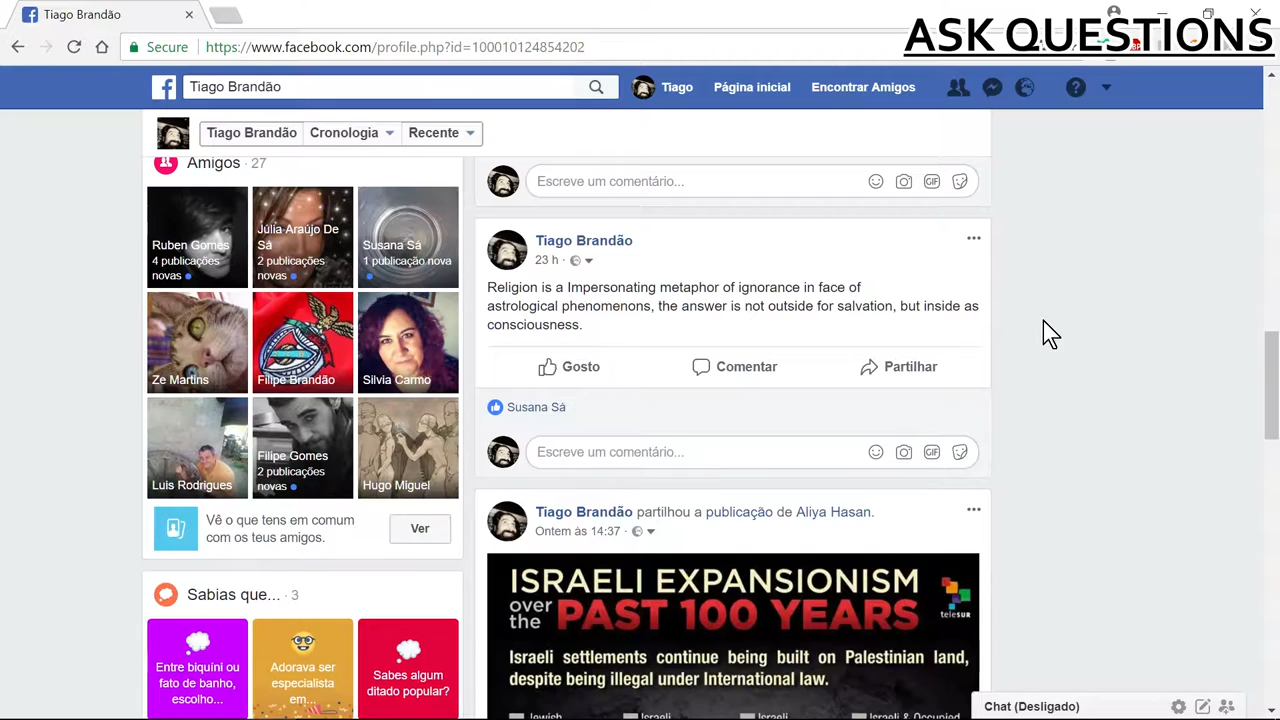 Tiago Brandão
ASK QUESTIONS
Secure https://www.facebook.com/profile.php?id=100010124854202
Tiago Brandão
Tiago Página inicial Encontrar Amigos
Tiago Brandão Cronologia Recente
Amigos · 27
Ruben Gomes
4 publicações
novas
Júlia Araújo De
Sá
2 publicações
novas
Susana Sá
1 publicação nova
Ze Martins
Filipe Brandão
Silvia Carmo
Luis Rodrigues
Filipe Gomes
2 publicações
novas
Hugo Miguel
Vê o que tens em comum
com os teus amigos.
Ver
Sabias que... · 3
Entre biquíni ou
fato de banho,
escolho...
Adorava ser
especialista
em...
Sabes algum
ditado popular?
Escreve um comentário...
GIF
Tiago Brandão
23 h ·
Religion is a Impersonating metaphor of ignorance in face of
astrological phenomenons, the answer is not outside for salvation, but inside as
consciousness.
Gosto Comentar Partilhar
Susana Sá
Escreve um comentário...
GIF
Tiago Brandão partilhou a publicação de Aliya Hasan.
Ontem às 14:37 ·
ISRAELI EXPANSIONISM
over the PAST 100 YEARS
teleSUR
Israeli settlements continue being built on Palestinian land,
despite being illegal under International law.
Jewish Israeli Israeli Israeli & Occupied
Chat (Desligado)